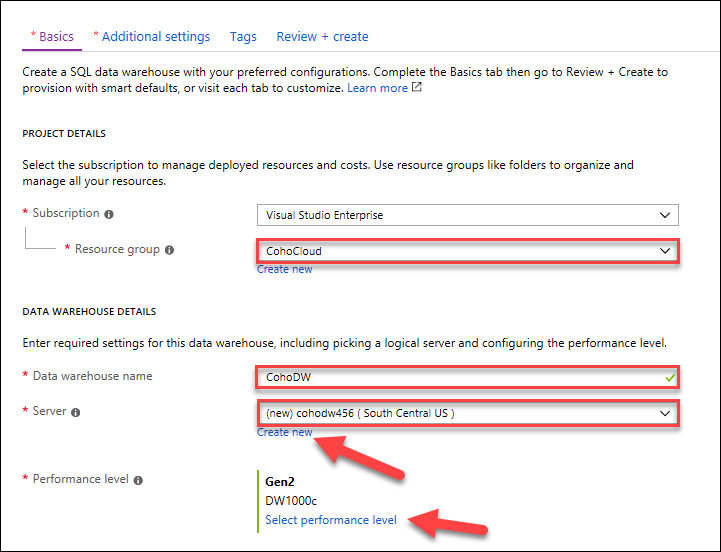 * Basics * Additional settings Tags Review + create
Create a SQL data warehouse with your preferred configurations. Complete the Basics tab then go to Review + Create to
provision with smart defaults, or visit each tab to customize. Learn more
PROJECT DETAILS
Select the subscription to manage deployed resources and costs. Use resource groups like folders to organize and
manage all your resources.
* Subscription Visual Studio Enterprise
* Resource group CohoCloud
Create new
DATA WAREHOUSE DETAILS
Enter required settings for this data warehouse, including picking a logical server and configuring the performance level.
* Data warehouse name CohoDW
* Server (new) cohodw456 ( South Central US )
Create new
* Performance level Gen2
DW1000c
Select performance level